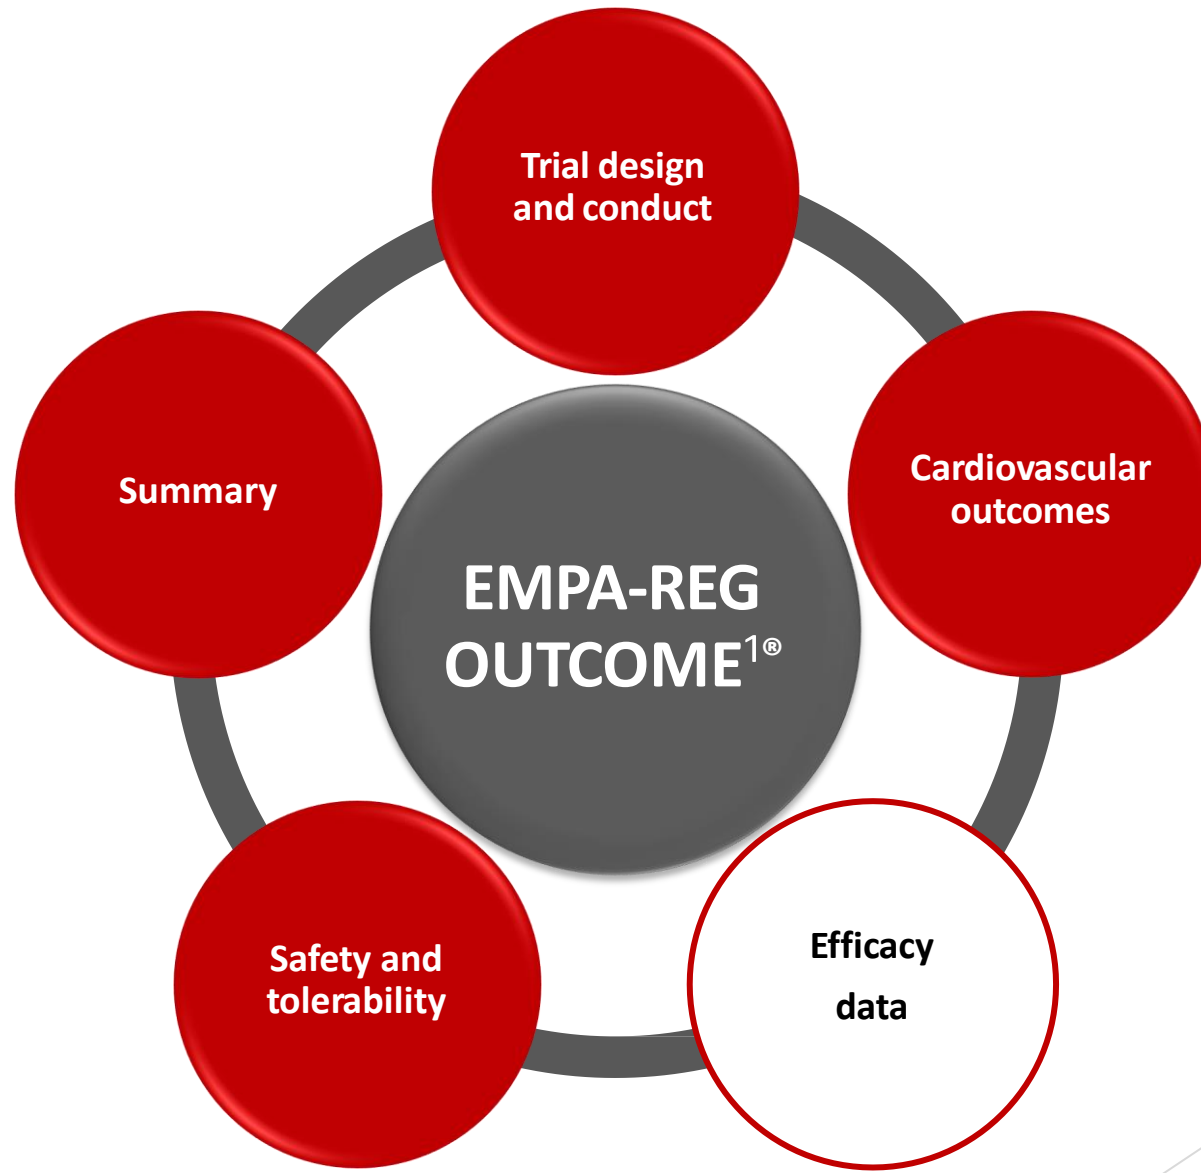 Trial design
and conduct
Cardiovascular
outcomes
Efficacy
data
Safety and
tolerability
Summary
EMPA-REG
OUTCOME¹®